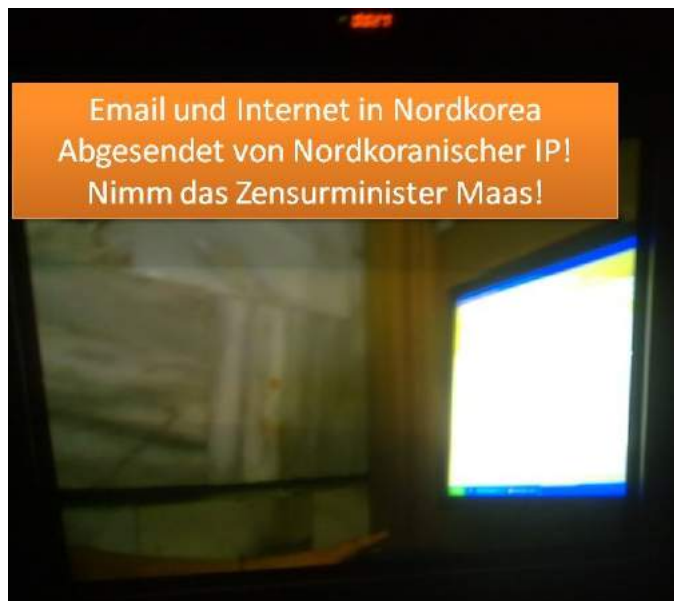 Email und Internet in Nordkorea
Abgesendet von Nordkoranischer IP!
Nimm das Zensurminister Maas!